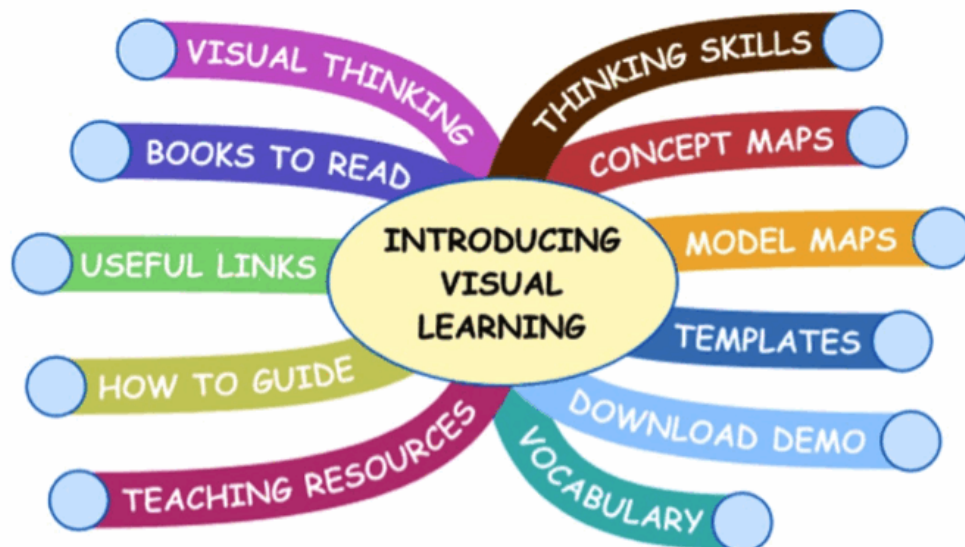 VISUAL THINKING
THINKING SKILLS
BOOKS TO READ
CONCEPT MAPS
USEFUL LINKS
INTRODUCING
VISUAL
LEARNING
MODEL MAPS
HOW TO GUIDE
TEMPLATES
TEACHING RESOURCES
DOWNLOAD DEMO
VOCABULARY